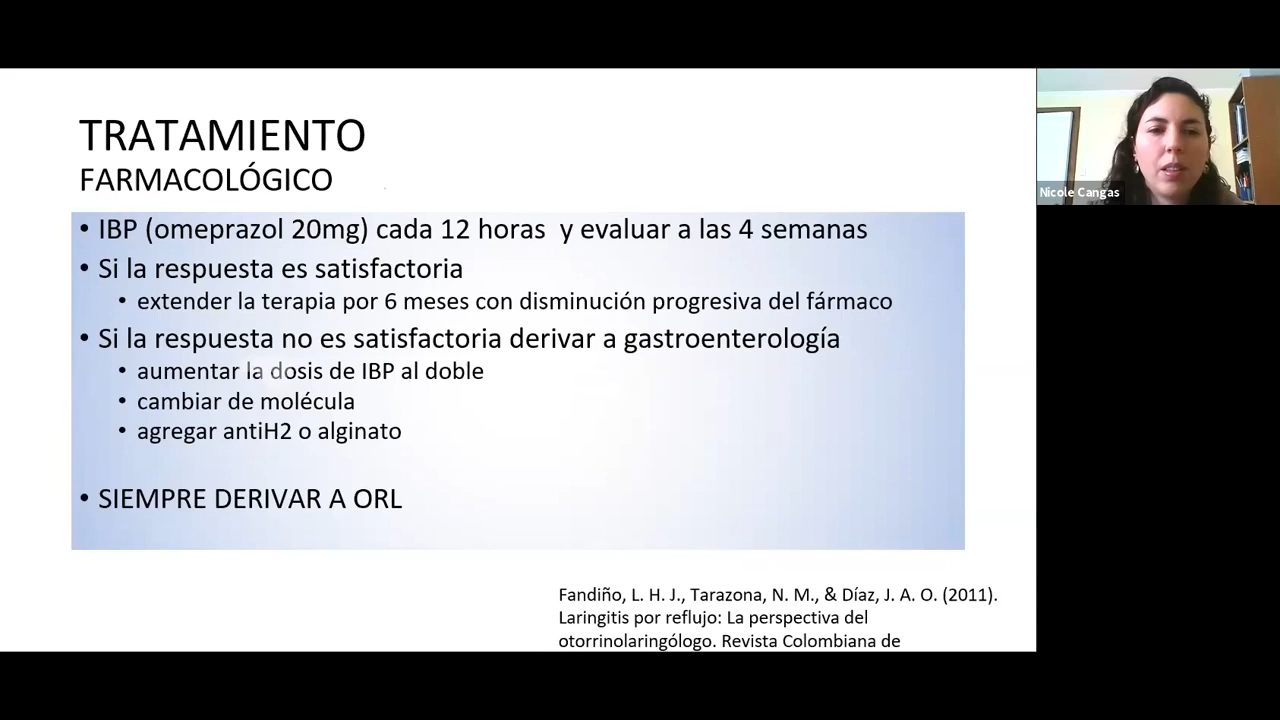 TRATAMIENTO
FARMACOLÓGICO
• IBP (omeprazol 20mg) cada 12 horas y evaluar a las 4 semanas
• Si la respuesta es satisfactoria
• extender la terapia por 6 meses con disminución progresiva del fármaco
• Si la respuesta no es satisfactoria derivar a gastroenterología
• aumentar la dosis de IBP al doble
• cambiar de molécula
• agregar antiH2 o alginato
• SIEMPRE DERIVAR A ORL
Fandiño, L. H. J., Tarazona, N. M., & Díaz, J. A. O. (2011).
Laringitis por reflujo: La perspectiva del
otorrinolaringólogo. Revista Colombiana de
Nicole Cangas